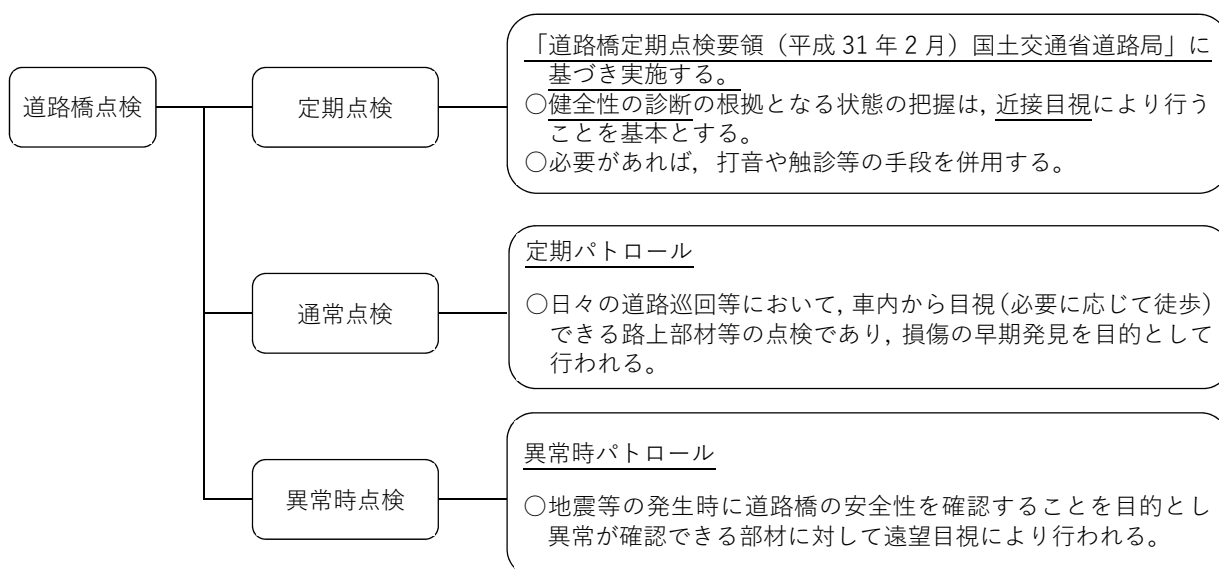 道路橋点検
定期点検
「道路橋定期点検要領（平成 31 年 2 月）国土交通省道路局」に
基づき実施する。
○健全性の診断の根拠となる状態の把握は，近接目視により行う
ことを基本とする。
○必要があれば，打音や触診等の手段を併用する。
通常点検
定期パトロール
○日々の道路巡回等において，車内から目視（必要に応じて徒歩）
できる路上部材等の点検であり，損傷の早期発見を目的として
行われる。
異常時点検
異常時パトロール
○地震等の発生時に道路橋の安全性を確認することを目的とし
異常が確認できる部材に対して遠望目視により行われる。